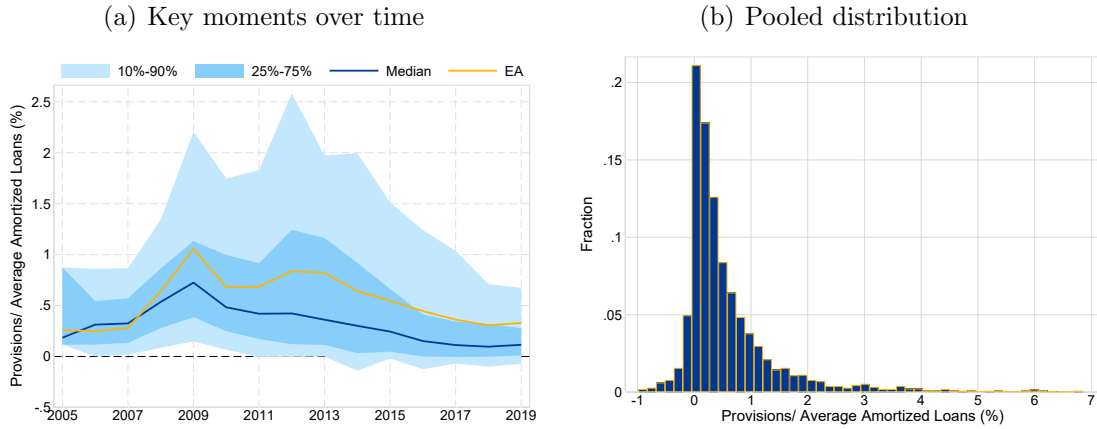 (a) Key moments over time
10%-90% 25%-75% Median EA
Provisions/ Average Amortized Loans (%)
2.5
2
1.5
1
.5
0
-.5
2005 2007 2009 2011 2013 2015 2017 2019
(b) Pooled distribution
Fraction
.2
.15
.1
.05
0
-1 0 1 2 3 4 5 6 7
Provisions/ Average Amortized Loans (%)